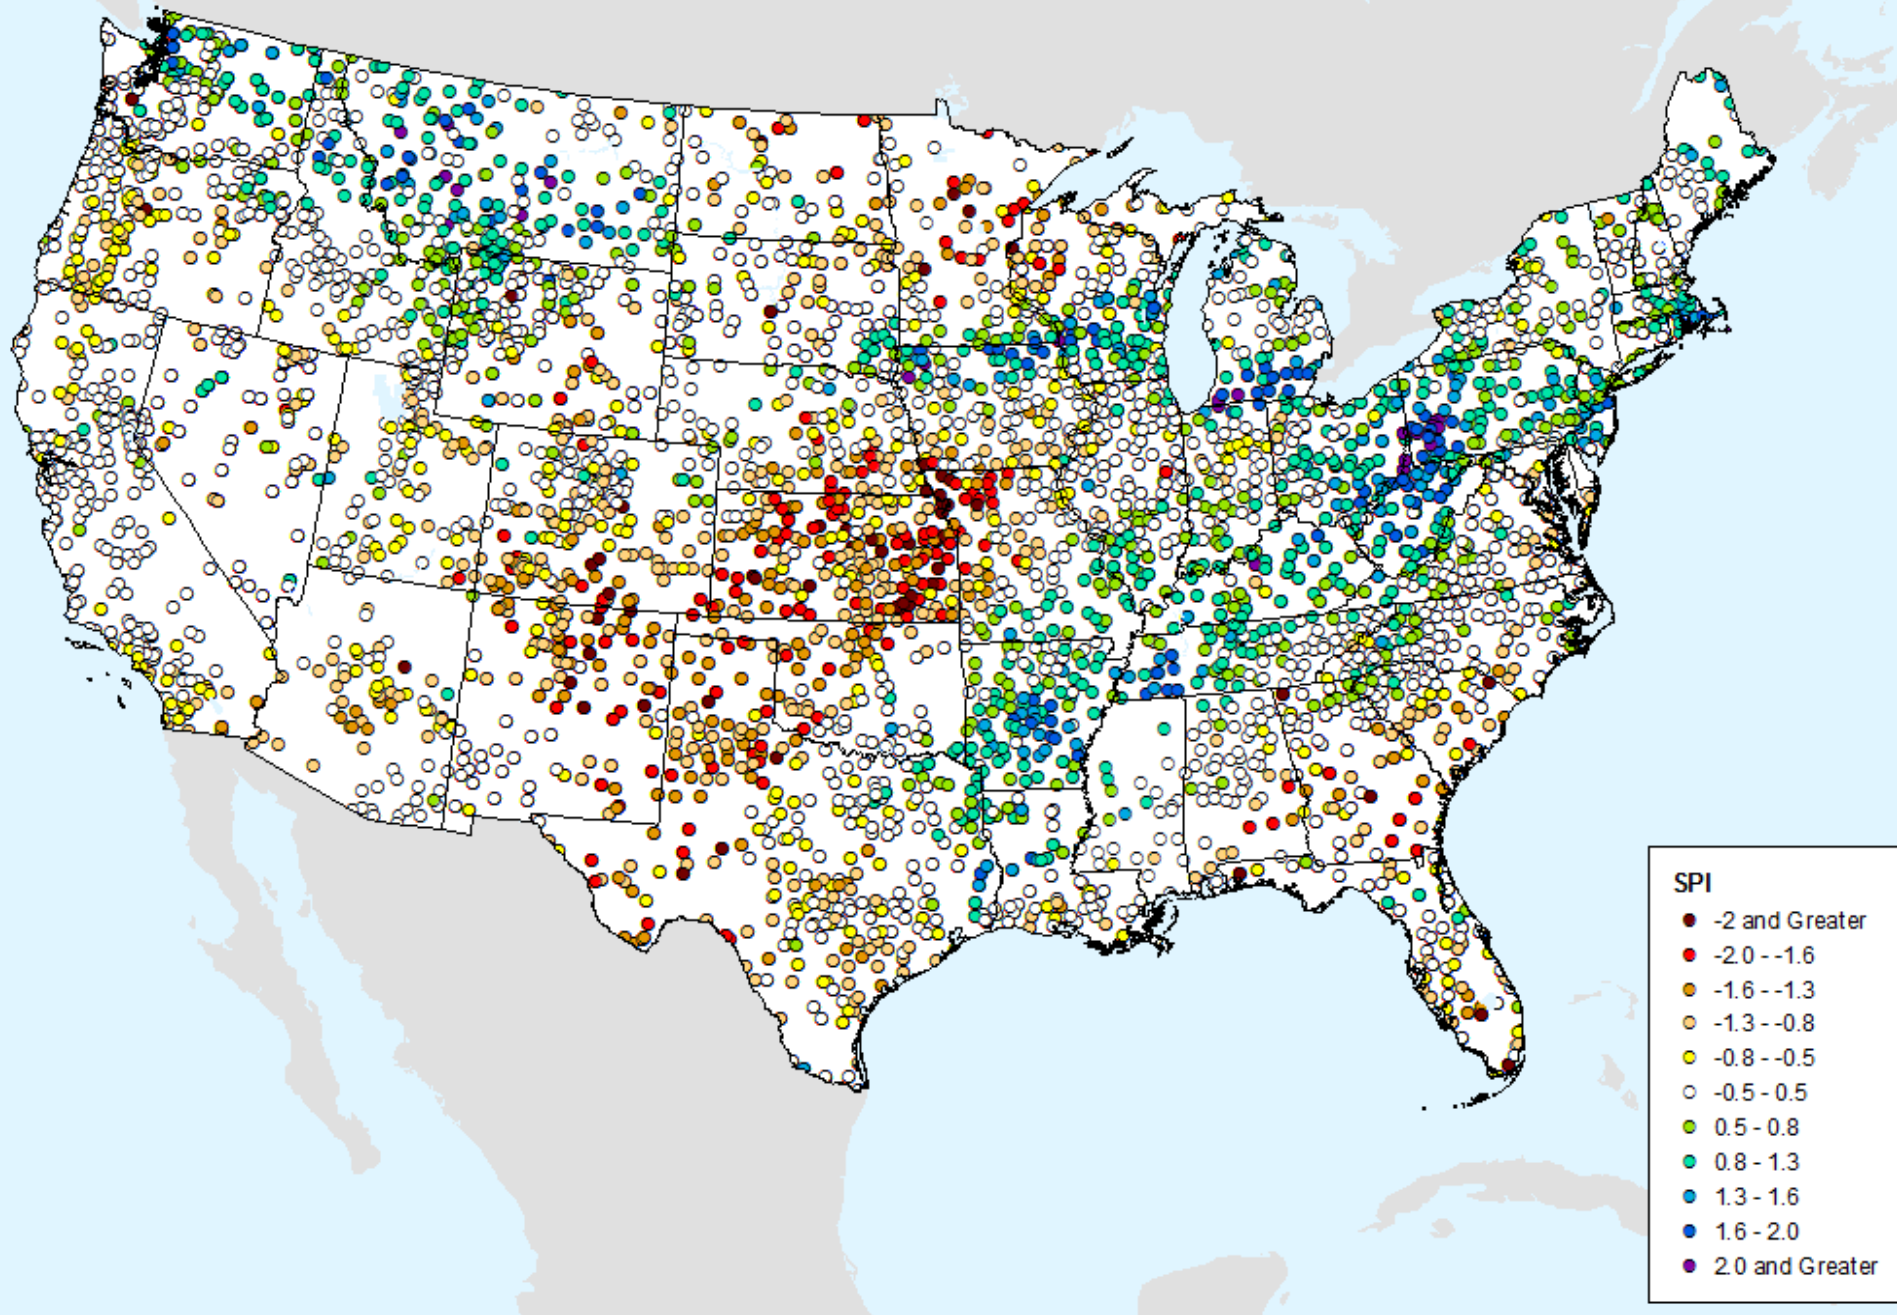 SPI
-2 and Greater
-2.0 - -1.6
-1.6 - -1.3
-1.3 - -0.8
-0.8 - -0.5
-0.5 - 0.5
0.5 - 0.8
0.8 - 1.3
1.3 - 1.6
1.6 - 2.0
2.0 and Greater